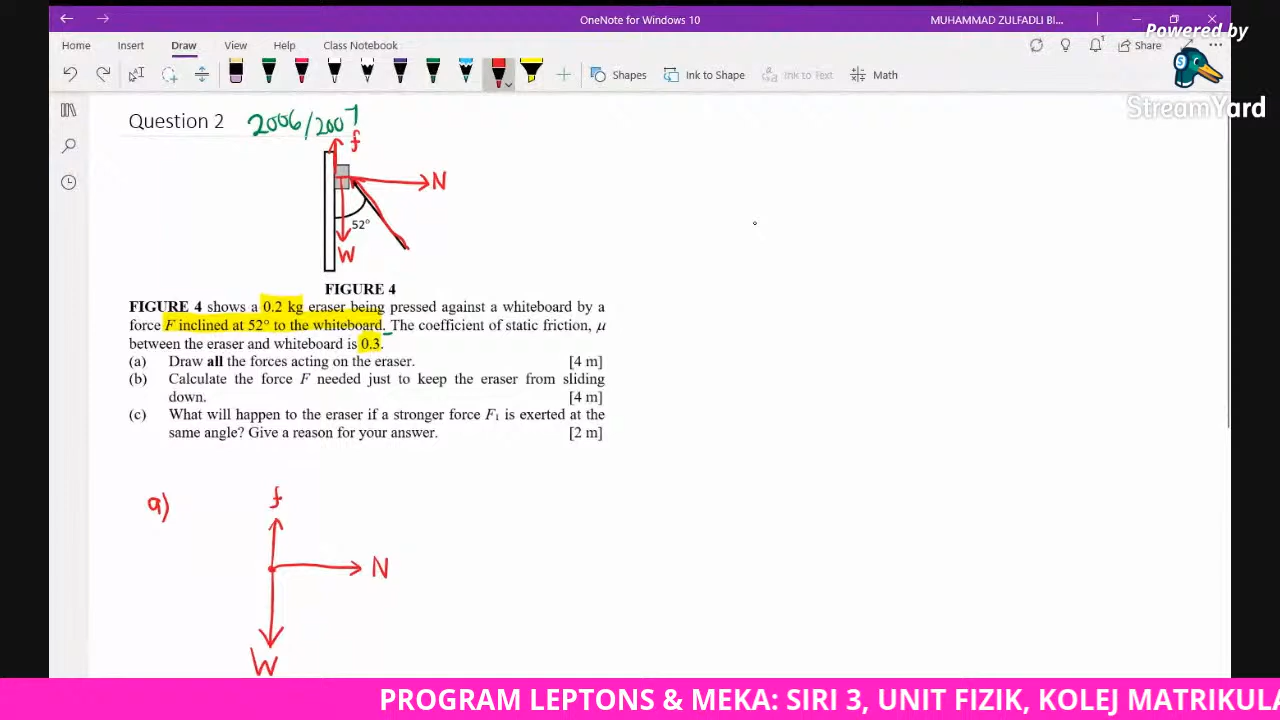 OneNote for Windows 10
MUHAMMAD ZULFADLI BI...
Powered by
Home
Insert
Draw
View
Help
Class Notebook
Share
Shapes
Ink to Shape
Ink to Text
Math
StreamYard
Question 2
2006/2007
f
N
52°
W
FIGURE 4
FIGURE 4 shows a 0.2 kg eraser being pressed against a whiteboard by a
force F inclined at 52° to the whiteboard. The coefficient of static friction, μ
between the eraser and whiteboard is 0.3.
(a) Draw all the forces acting on the eraser. [4 m]
(b) Calculate the force F needed just to keep the eraser from sliding
down. [4 m]
(c) What will happen to the eraser if a stronger force F₁ is exerted at the
same angle? Give a reason for your answer. [2 m]
a)
f
N
W
PROGRAM LEPTONS & MEKA: SIRI 3, UNIT FIZIK, KOLEJ MATRIKULA